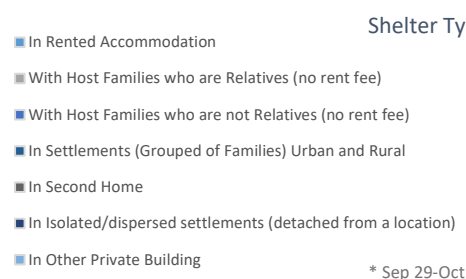 Shelter Ty
In Rented Accommodation
With Host Families who are Relatives (no rent fee)
With Host Families who are not Relatives (no rent fee)
In Settlements (Grouped of Families) Urban and Rural
In Second Home
In Isolated/dispersed settlements (detached from a location)
In Other Private Building
* Sep 29-Oct